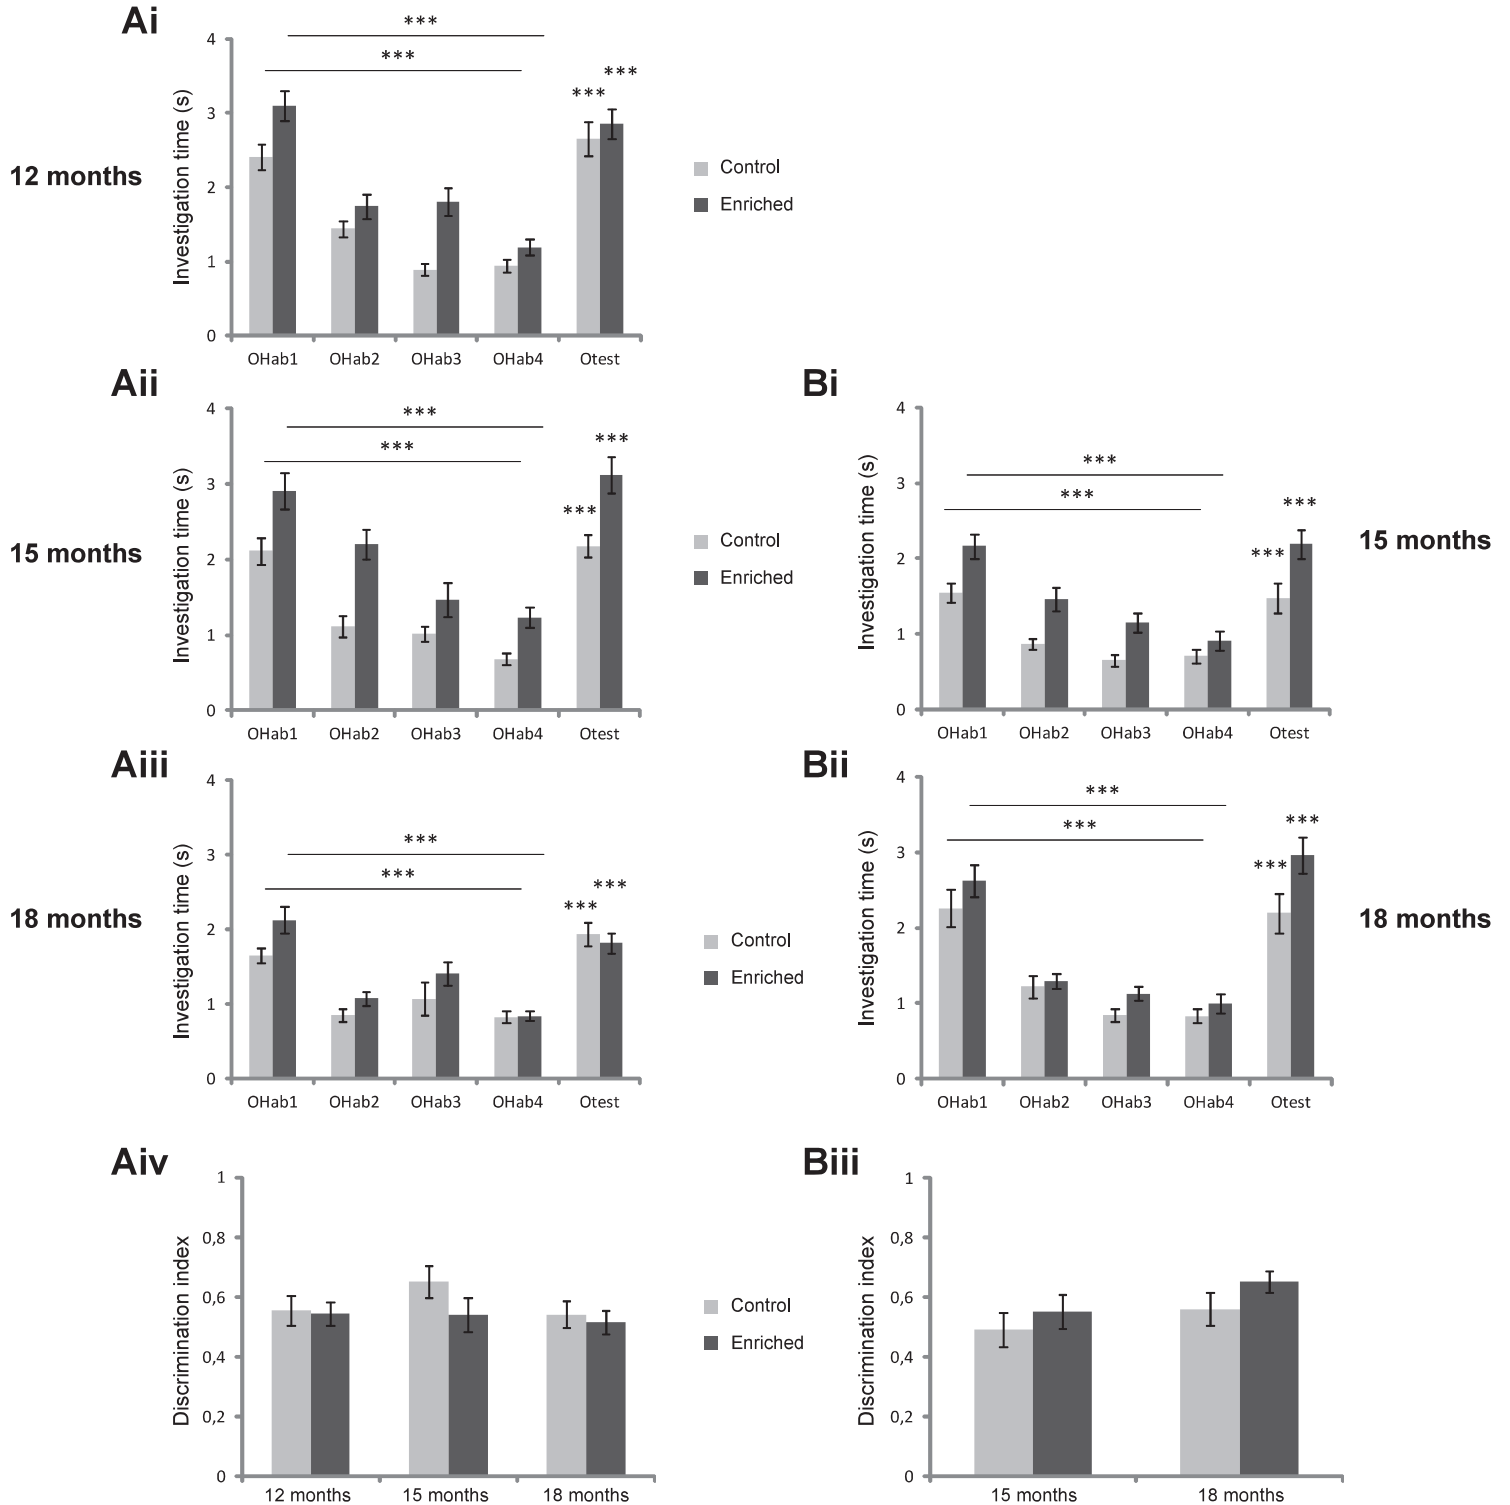 Ai
12 months
Investigation time (s)
4
3
2
1
0
***
***
***
***
OHab1 OHab2 OHab3 OHab4 Otest
Control
Enriched
Aii
15 months
Investigation time (s)
4
3
2
1
0
***
***
***
***
OHab1 OHab2 OHab3 OHab4 Otest
Control
Enriched
Bi
15 months
Investigation time (s)
4
3
2
1
0
***
***
***
***
OHab1 OHab2 OHab3 OHab4 Otest
Aiii
18 months
Investigation time (s)
4
3
2
1
0
***
***
***
***
OHab1 OHab2 OHab3 OHab4 Otest
Control
Enriched
Bii
18 months
Investigation time (s)
4
3
2
1
0
***
***
***
***
OHab1 OHab2 OHab3 OHab4 Otest
Aiv
Discrimination index
1
0,8
0,6
0,4
0,2
0
12 months 15 months 18 months
Control
Enriched
Biii
Discrimination index
1
0,8
0,6
0,4
0,2
0
15 months 18 months